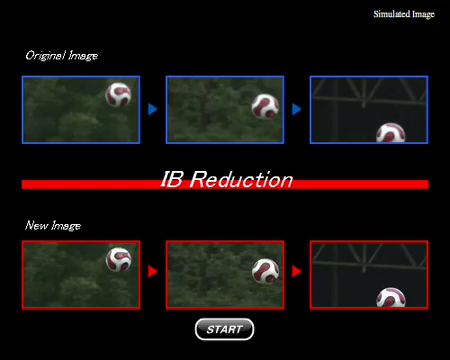 Simulated Image
Original Image
IB Reduction
New Image
START